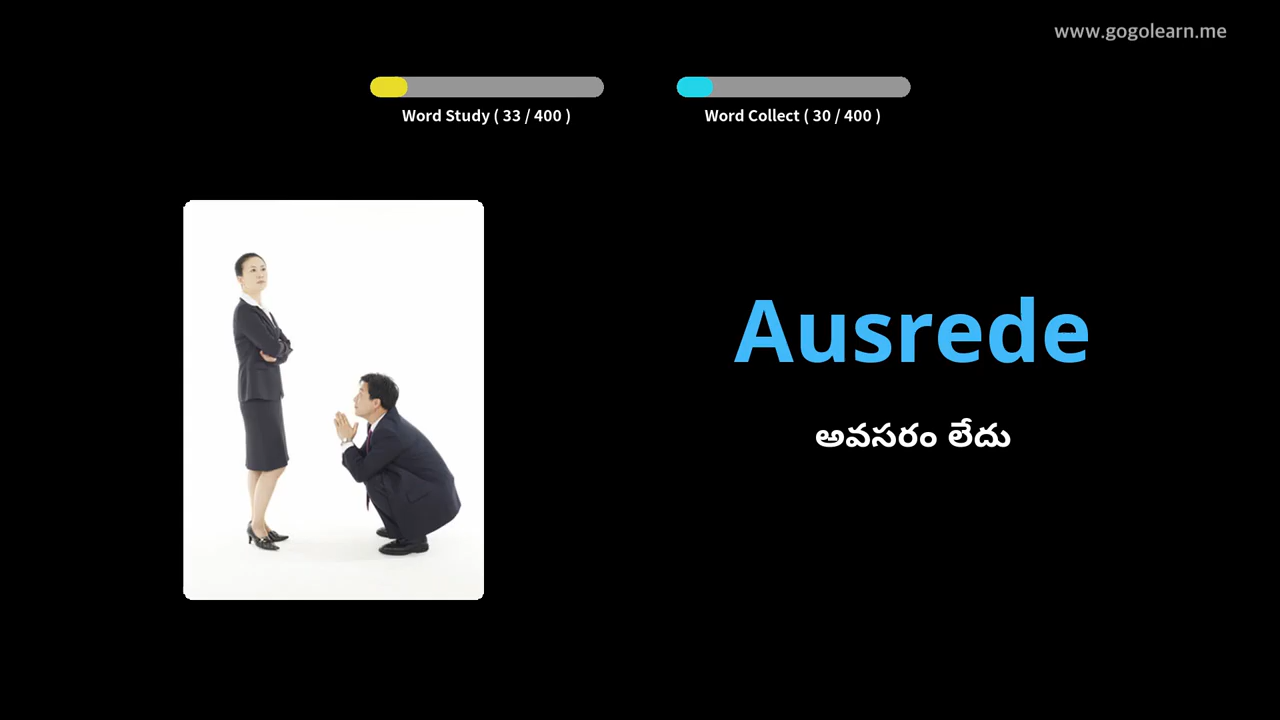 www.gogolearn.me
Word Study ( 33 / 400 )
Word Collect ( 30 / 400 )
Ausrede
అవసరం లేదు